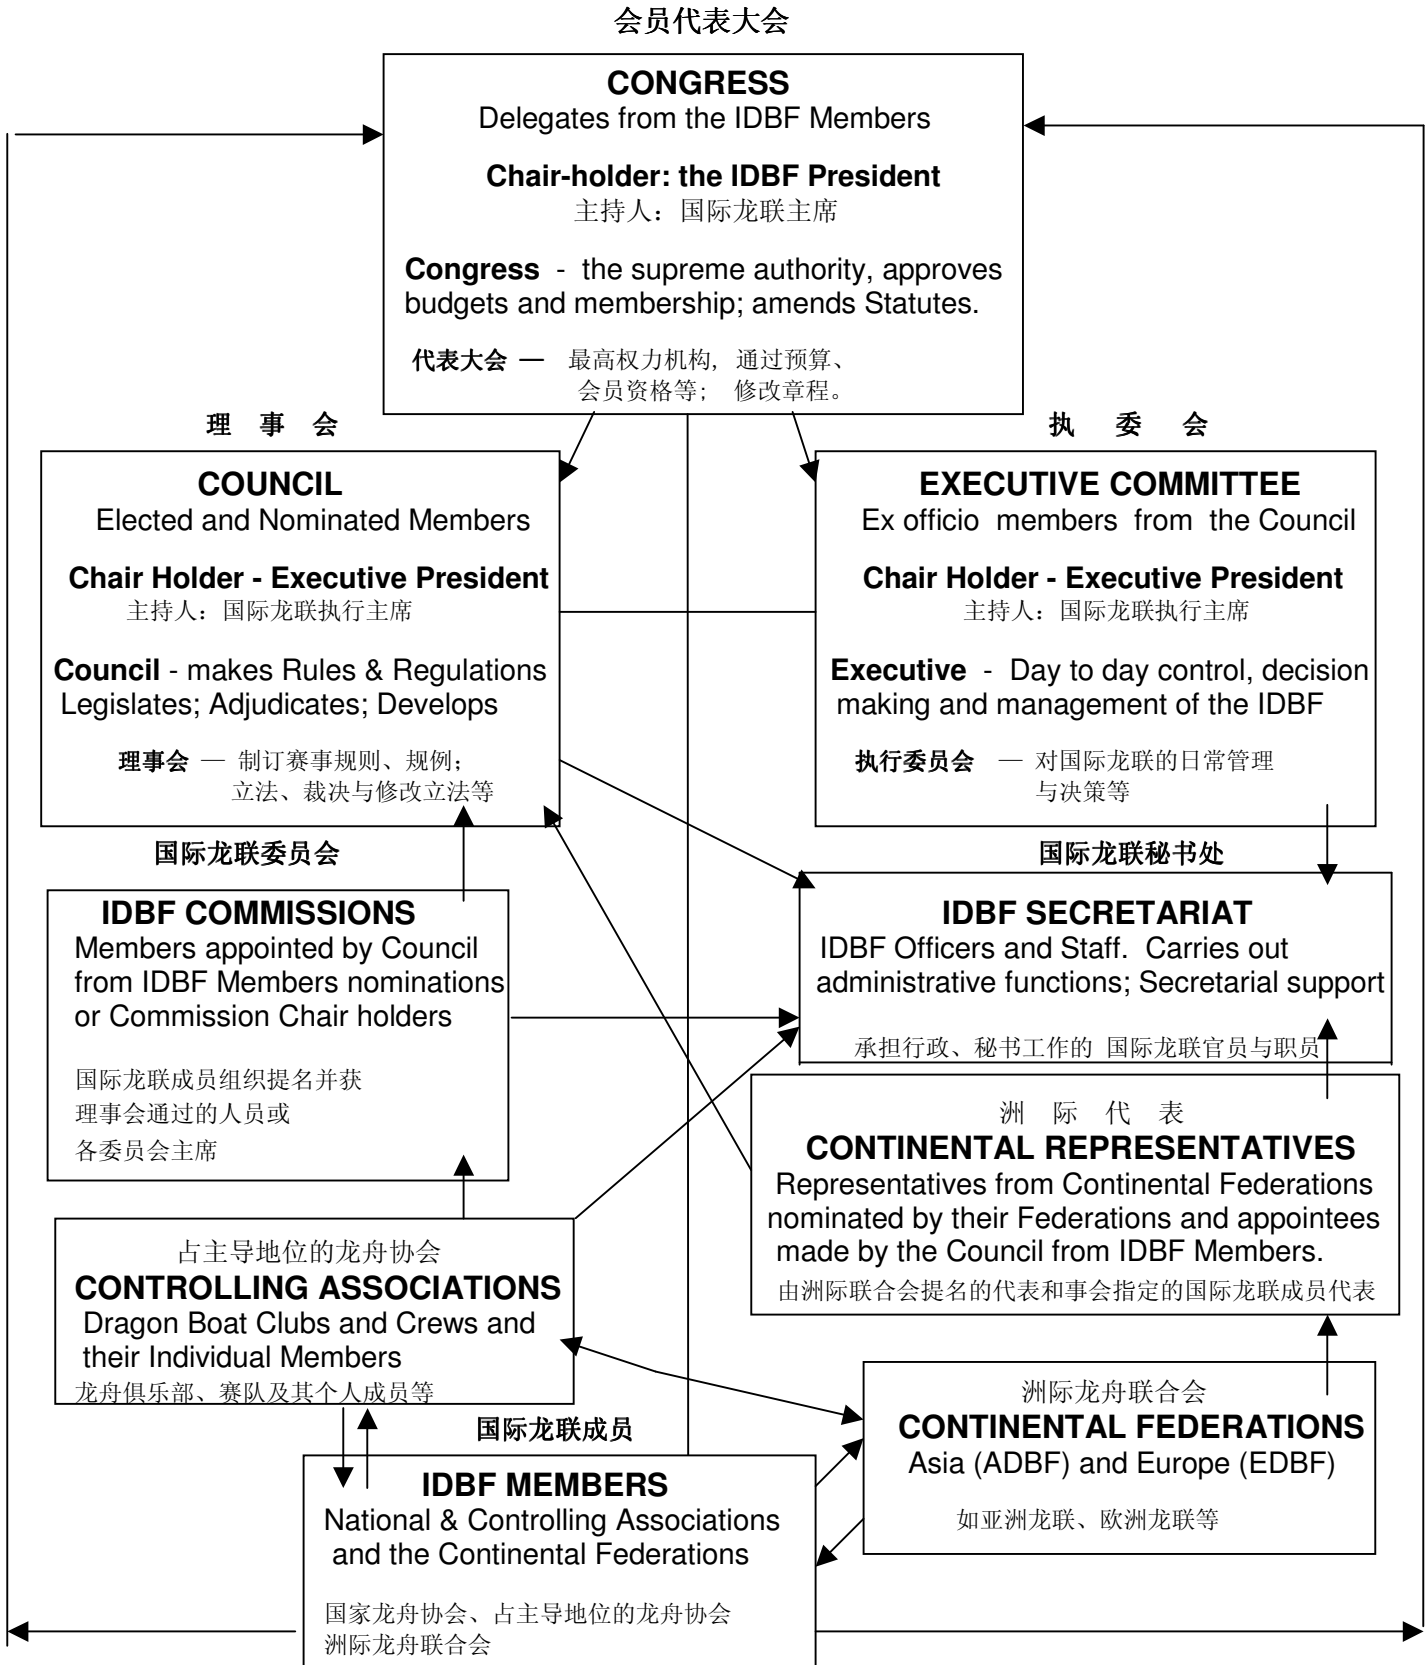 会员代表大会
CONGRESS
Delegates from the IDBF Members
Chair-holder: the IDBF President
主持人：国际龙联主席
Congress - the supreme authority, approves
budgets and membership; amends Statutes.
代表大会 — 最高权力机构, 通过预算、
会员资格等; 修改章程。
理 事 会
COUNCIL
Elected and Nominated Members
Chair Holder - Executive President
主持人：国际龙联执行主席
Council - makes Rules & Regulations
Legislates; Adjudicates; Develops
理事会 — 制订赛事规则、规例；
立法、裁决与修改立法等
执 委 会
EXECUTIVE COMMITTEE
Ex officio members from the Council
Chair Holder - Executive President
主持人：国际龙联执行主席
Executive - Day to day control, decision
making and management of the IDBF
执行委员会 — 对国际龙联的日常管理
与决策等
国际龙联委员会
IDBF COMMISSIONS
Members appointed by Council
from IDBF Members nominations
or Commission Chair holders
国际龙联成员组织提名并获
理事会通过的人员或
各委员会主席
国际龙联秘书处
IDBF SECRETARIAT
IDBF Officers and Staff. Carries out
administrative functions; Secretarial support
承担行政、秘书工作的 国际龙联官员与职员
洲 际 代 表
CONTINENTAL REPRESENTATIVES
Representatives from Continental Federations
nominated by their Federations and appointees
made by the Council from IDBF Members.
由洲际联合会提名的代表和事会指定的国际龙联成员代表
占主导地位的龙舟协会
CONTROLLING ASSOCIATIONS
Dragon Boat Clubs and Crews and
their Individual Members
龙舟俱乐部、赛队及其个人成员等
洲际龙舟联合会
CONTINENTAL FEDERATIONS
Asia (ADBF) and Europe (EDBF)
如亚洲龙联、欧洲龙联等
国际龙联成员
IDBF MEMBERS
National & Controlling Associations
and the Continental Federations
国家龙舟协会、占主导地位的龙舟协会
洲际龙舟联合会